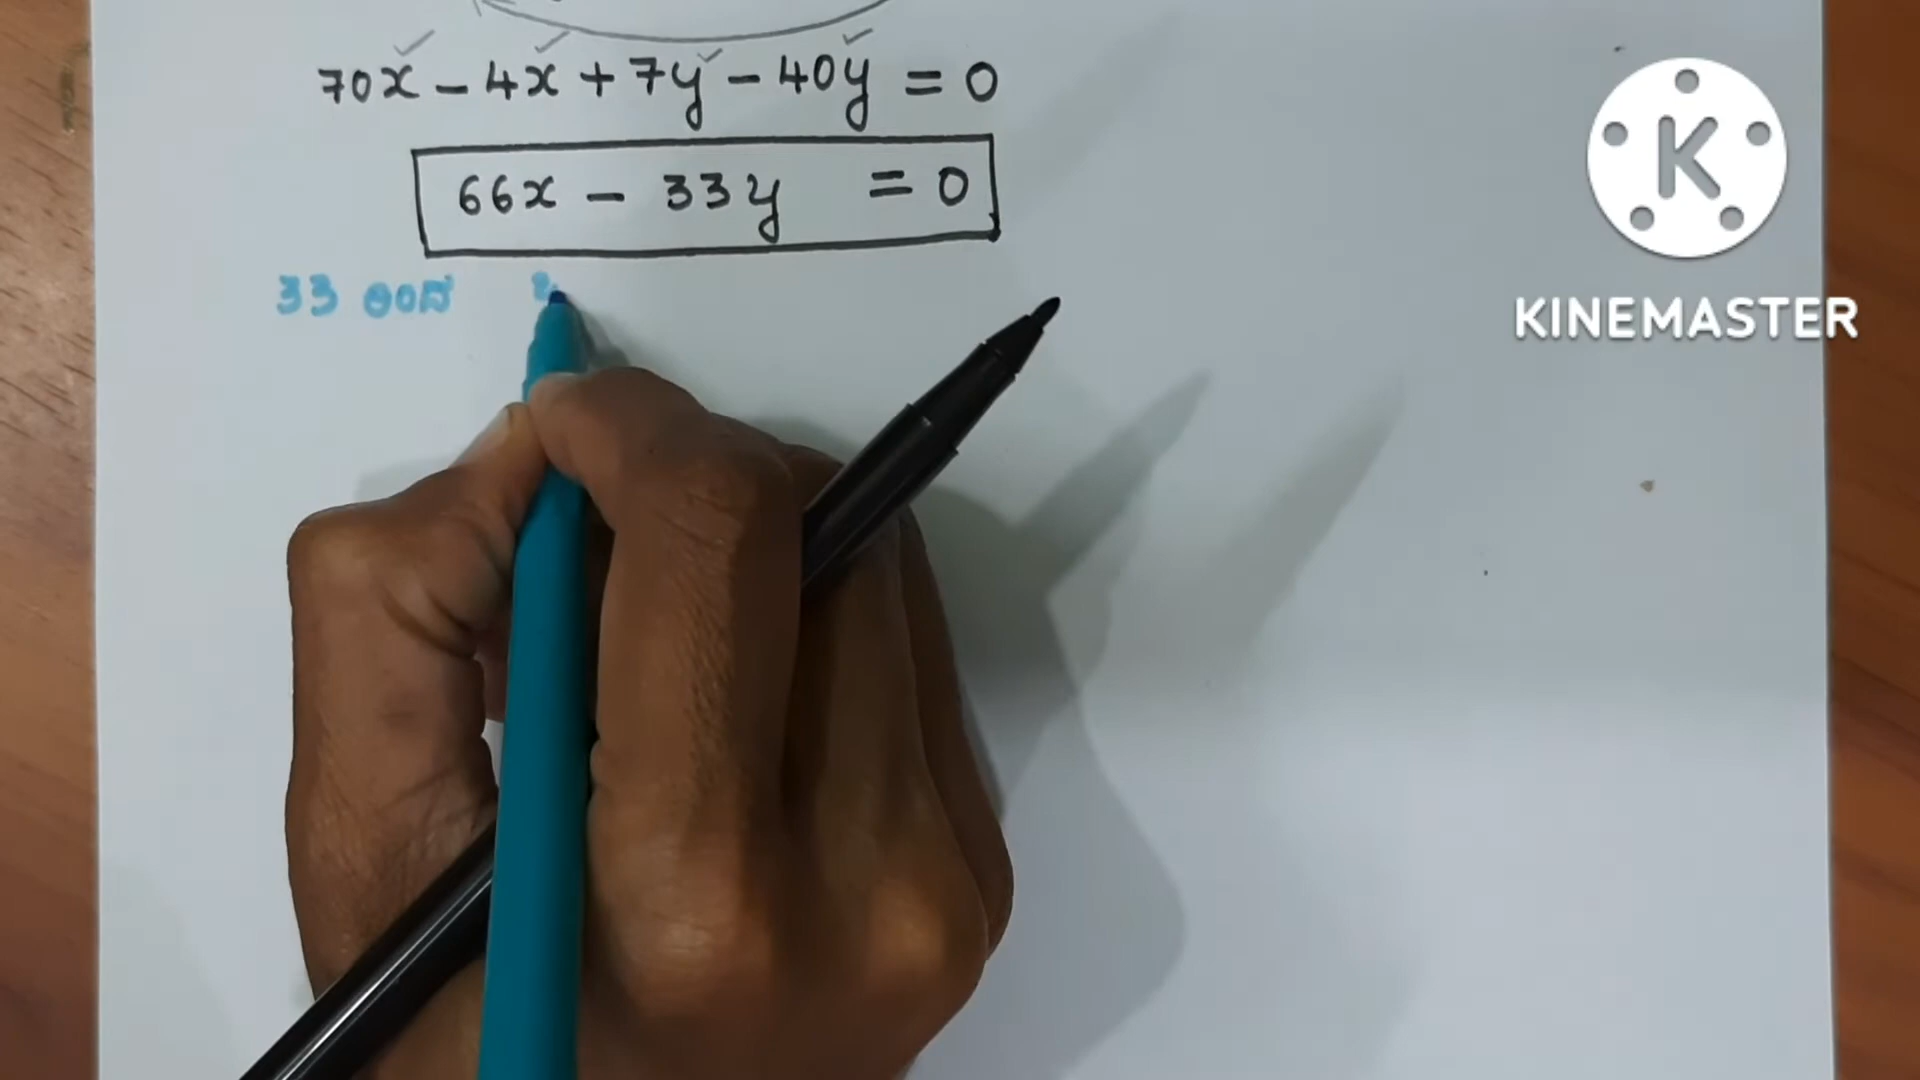 70x - 4x + 7y - 40y = 0
66x - 33y = 0
33 ರಿಂದ
K
KINEMASTER